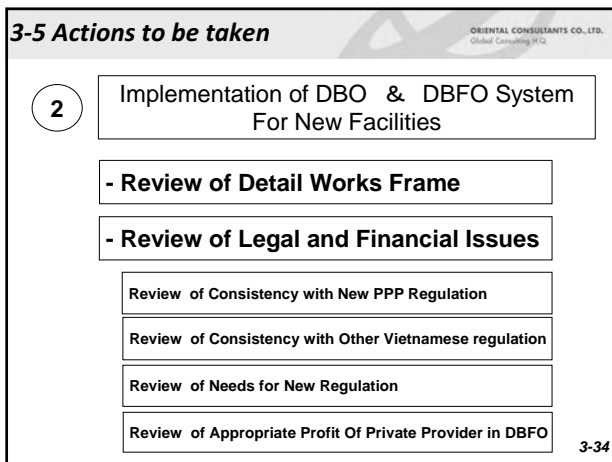 3-5 Actions to be taken
ORIENTAL CONSULTANTS CO., LTD.
Global Consulting H.Q.
2
Implementation of DBO & DBFO System
For New Facilities
- Review of Detail Works Frame
- Review of Legal and Financial Issues
Review of Consistency with New PPP Regulation
Review of Consistency with Other Vietnamese regulation
Review of Needs for New Regulation
Review of Appropriate Profit Of Private Provider in DBFO
3-34